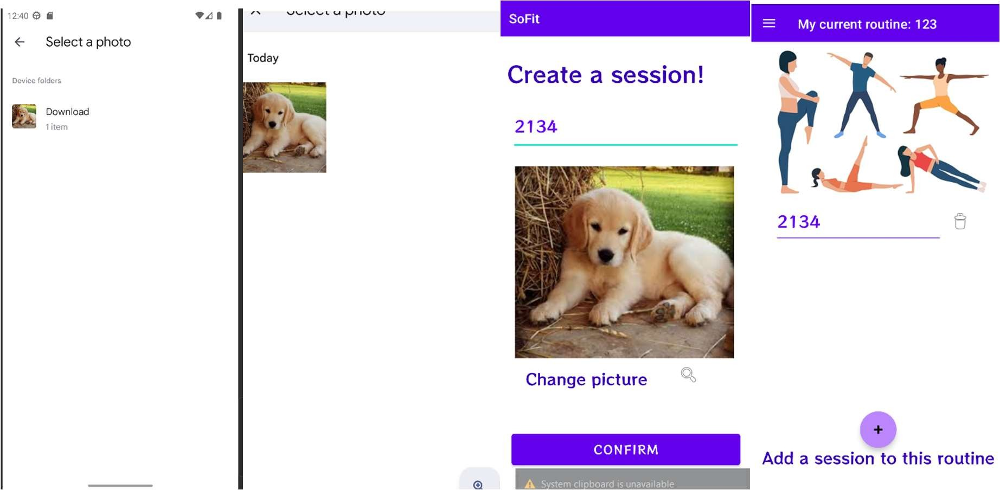 12:40
Select a photo
Device folders
Download
1 item
Select a photo
Today
SoFit
Create a session!
2134
Change picture
CONFIRM
System clipboard is unavailable
My current routine: 123
2134
+
Add a session to this routine